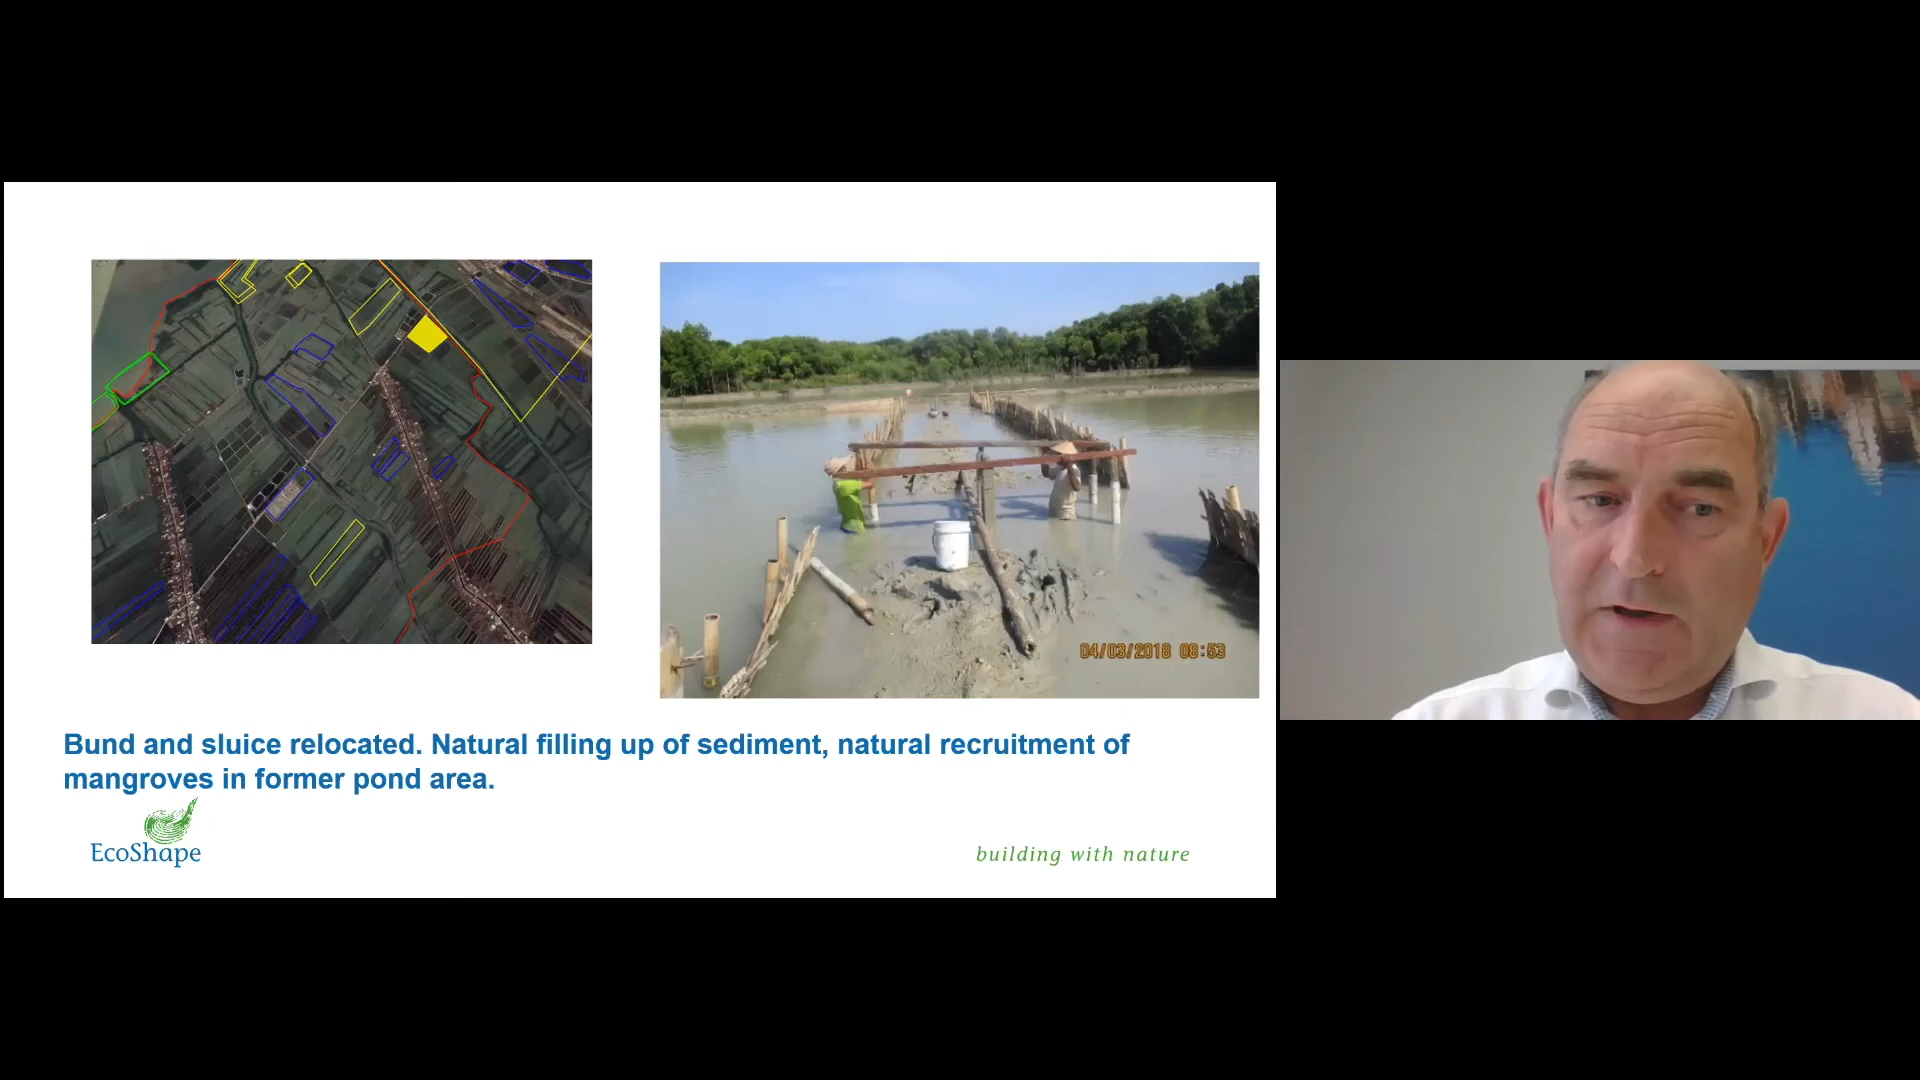 04/03/2018 08:53
Bund and sluice relocated. Natural filling up of sediment, natural recruitment of
mangroves in former pond area.
EcoShape
building with nature